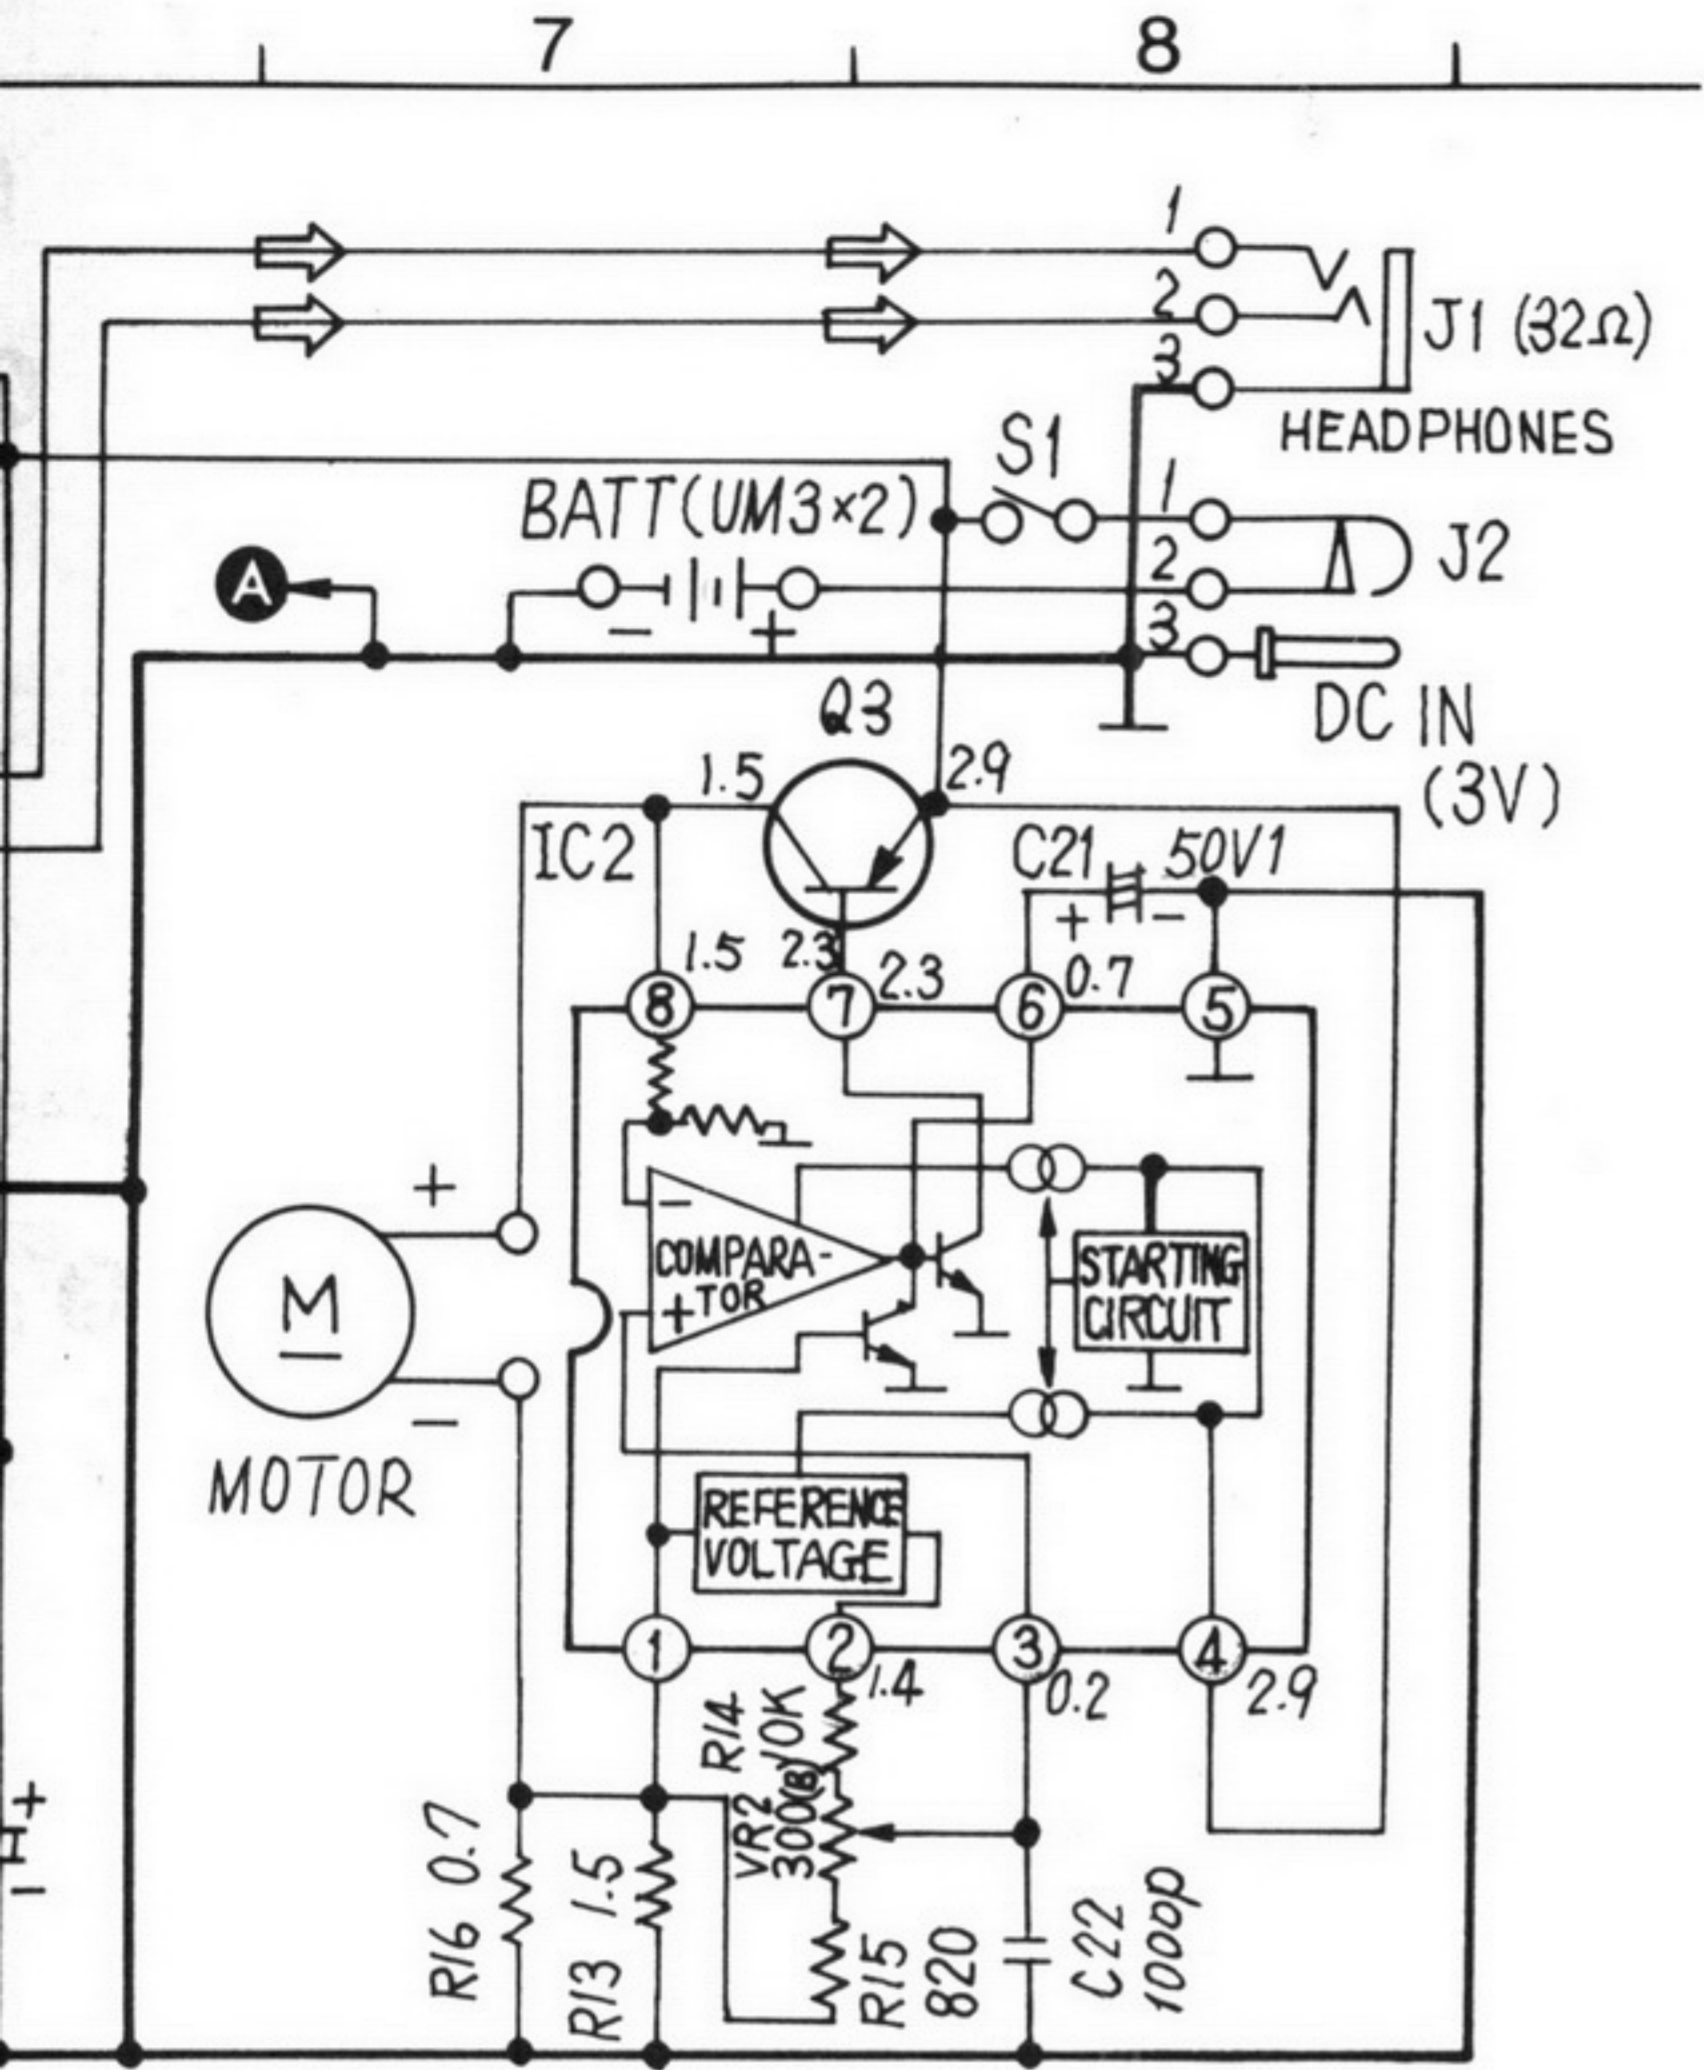 7 8
1
2
J1 (32Ω)
3
HEADPHONES
S1
BATT(UM3×2)
1
J2
A
2
3
− +
DC IN
(3V)
Q3
1.5
2.9
IC2
C21 50V1
+ −
1.5 2.3 2.3 0.7
8 7 6 5
+
−
COMPARA-
TOR
+
STARTING
CIRCUIT
M
−
MOTOR
REFERENCE
VOLTAGE
1 2 3 4
1.4 0.2 2.9
R14
10K
VR2
300(B)
+
−
R16 0.7
R13 1.5
R15
820
C22
1000p